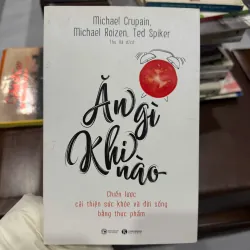 Michael Crupain,
Michael Roizen, Ted Spiker
Ăn gì
Khi nào
Chiến lược
cải thiện sức khỏe và đời sống
bằng thực phẩm